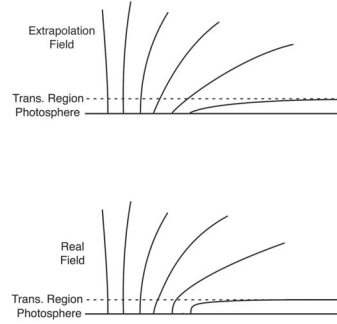 Extrapolation
Field
Trans. Region
Photosphere
Real
Field
Trans. Region
Photosphere